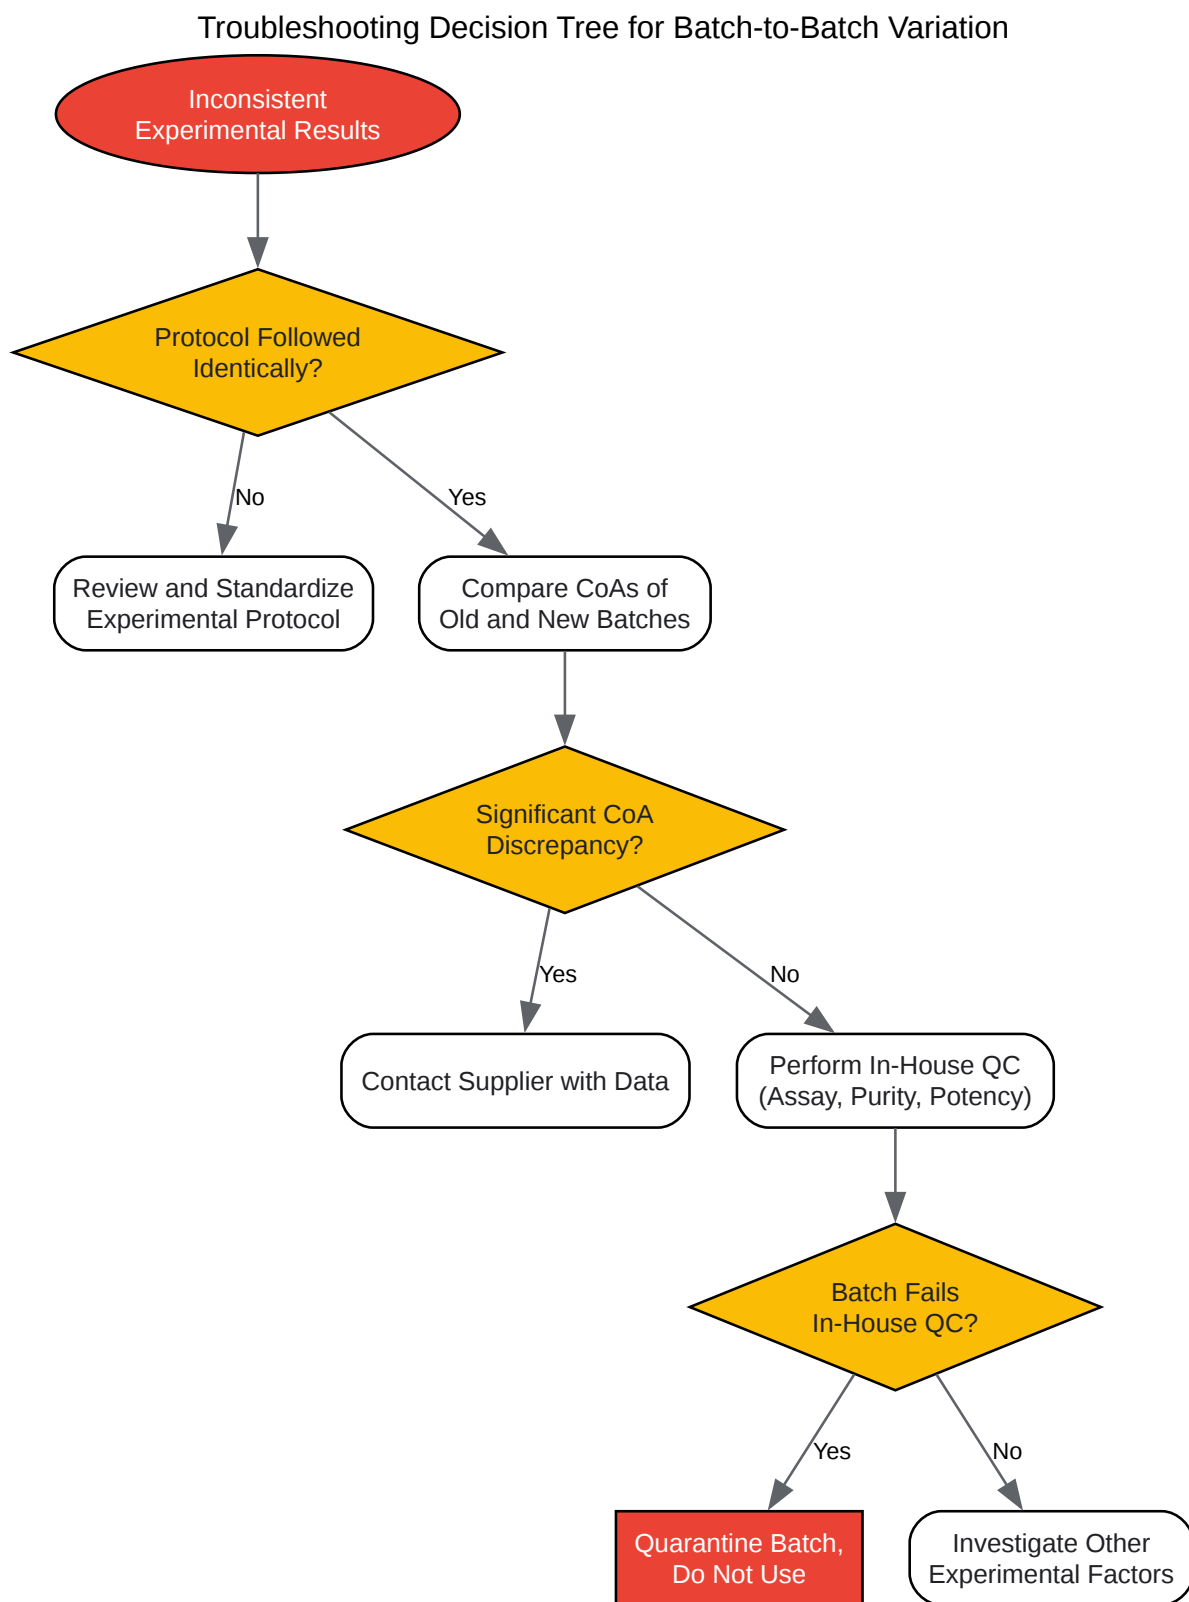 Troubleshooting Decision Tree for Batch-to-Batch Variation
Inconsistent
Experimental Results
Protocol Followed
Identically?
No
Yes
Review and Standardize
Experimental Protocol
Compare CoAs of
Old and New Batches
Significant CoA
Discrepancy?
Yes
No
Contact Supplier with Data
Perform In-House QC
(Assay, Purity, Potency)
Batch Fails
In-House QC?
Yes
No
Quarantine Batch,
Do Not Use
Investigate Other
Experimental Factors